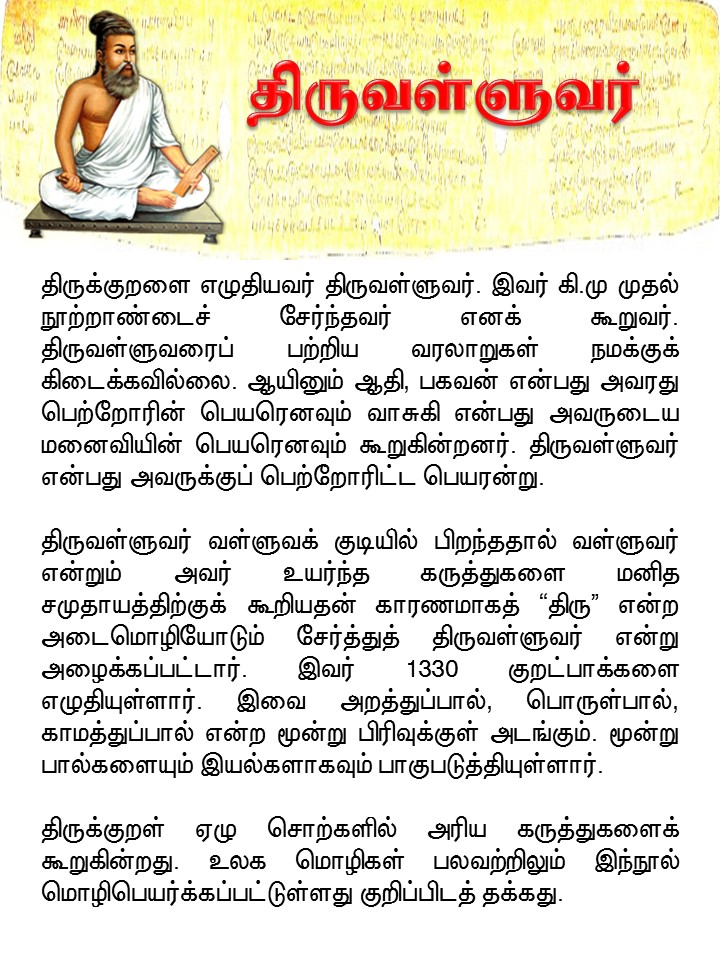 திருவள்ளுவர்
திருக்குறளை எழுதியவர் திருவள்ளுவர். இவர் கி.மு முதல்
நூற்றாண்டைச் சேர்ந்தவர் எனக் கூறுவர்.
திருவள்ளுவரைப் பற்றிய வரலாறுகள் நமக்குக்
கிடைக்கவில்லை. ஆயினும் ஆதி, பகவன் என்பது அவரது
பெற்றோரின் பெயரெனவும் வாசுகி என்பது அவருடைய
மனைவியின் பெயரெனவும் கூறுகின்றனர். திருவள்ளுவர்
என்பது அவருக்குப் பெற்றோரிட்ட பெயரன்று.
திருவள்ளுவர் வள்ளுவக் குடியில் பிறந்ததால் வள்ளுவர்
என்றும் அவர் உயர்ந்த கருத்துகளை மனித
சமுதாயத்திற்குக் கூறியதன் காரணமாகத் “திரு” என்ற
அடைமொழியோடும் சேர்த்துத் திருவள்ளுவர் என்று
அழைக்கப்பட்டார். இவர் 1330 குறட்பாக்களை
எழுதியுள்ளார். இவை அறத்துப்பால், பொருள்பால்,
காமத்துப்பால் என்ற மூன்று பிரிவுக்குள் அடங்கும். மூன்று
பால்களையும் இயல்களாகவும் பாகுபடுத்தியுள்ளார்.
திருக்குறள் ஏழு சொற்களில் அரிய கருத்துகளைக்
கூறுகின்றது. உலக மொழிகள் பலவற்றிலும் இந்நூல்
மொழிபெயர்க்கப்பட்டுள்ளது குறிப்பிடத் தக்கது.